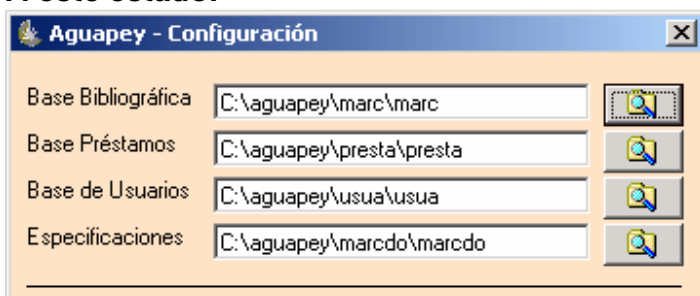 Aguapey - Configuración
Base Bibliográfica C:\aguapey\marc\marc
Base Préstamos C:\aguapey\presta\presta
Base de Usuarios C:\aguapey\usua\usua
Especificaciones C:\aguapey\marcdo\marcdo